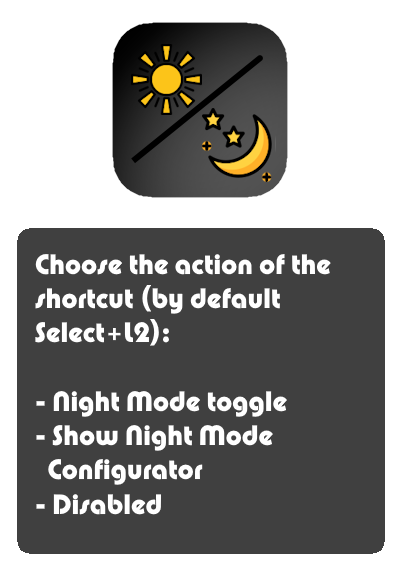 Choose the action of the
shortcut (by default
Select+L2):
- Night Mode toggle
- Show Night Mode
Configurator
- Disabled